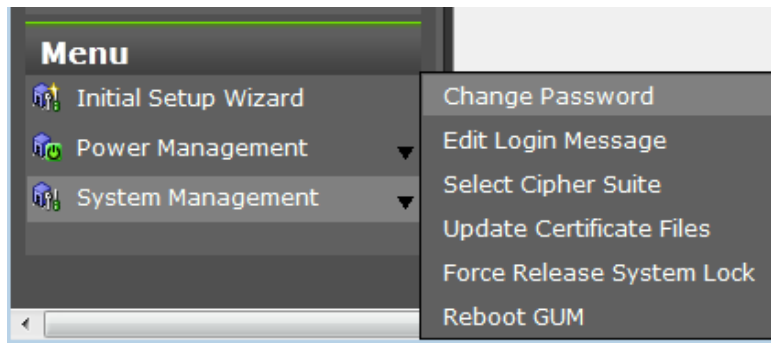 Menu
Initial Setup Wizard
Power Management
System Management
Change Password
Edit Login Message
Select Cipher Suite
Update Certificate Files
Force Release System Lock
Reboot GUM